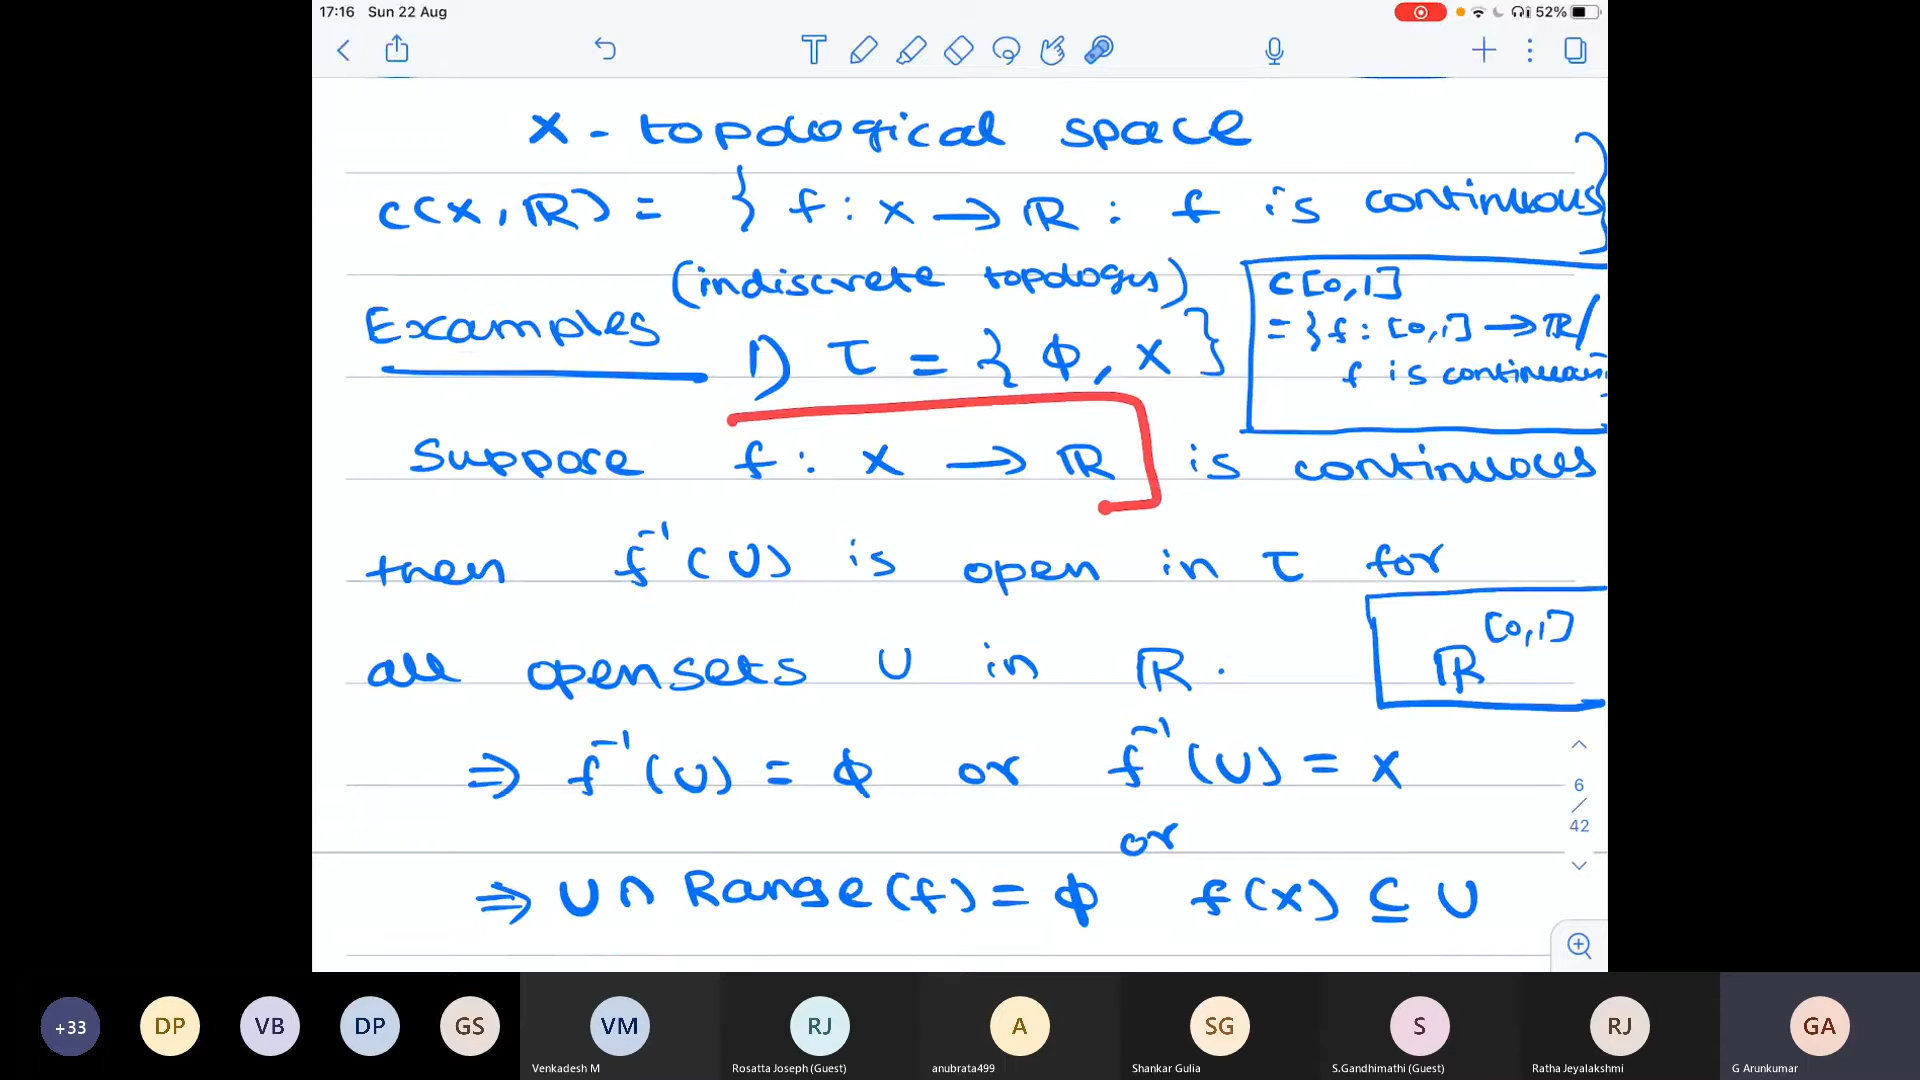 17:16 Sun 22 Aug
52%
X - topological space
C(X, ℝ) = { f : X → ℝ : f is continuous }
(indiscrete topology)
Examples 1) τ = { ϕ, X }
C[0,1]
= { f : [0,1] → ℝ /
f is continuous
Suppose f : X → ℝ is continuous
then f⁻¹(U) is open in τ for
all opensets U in ℝ.
ℝ^[0,1]
⇒ f⁻¹(U) = ϕ or f⁻¹(U) = X
or
⇒ U ∩ Range(f) = ϕ f(X) ⊆ U
6
/
42
+33 DP VB DP GS VM RJ A SG S RJ GA
Venkadesh M Rosatta Joseph (Guest) anubrata499 Shankar Gulia S.Gandhimathi (Guest) Ratha Jeyalakshmi G Arunkumar